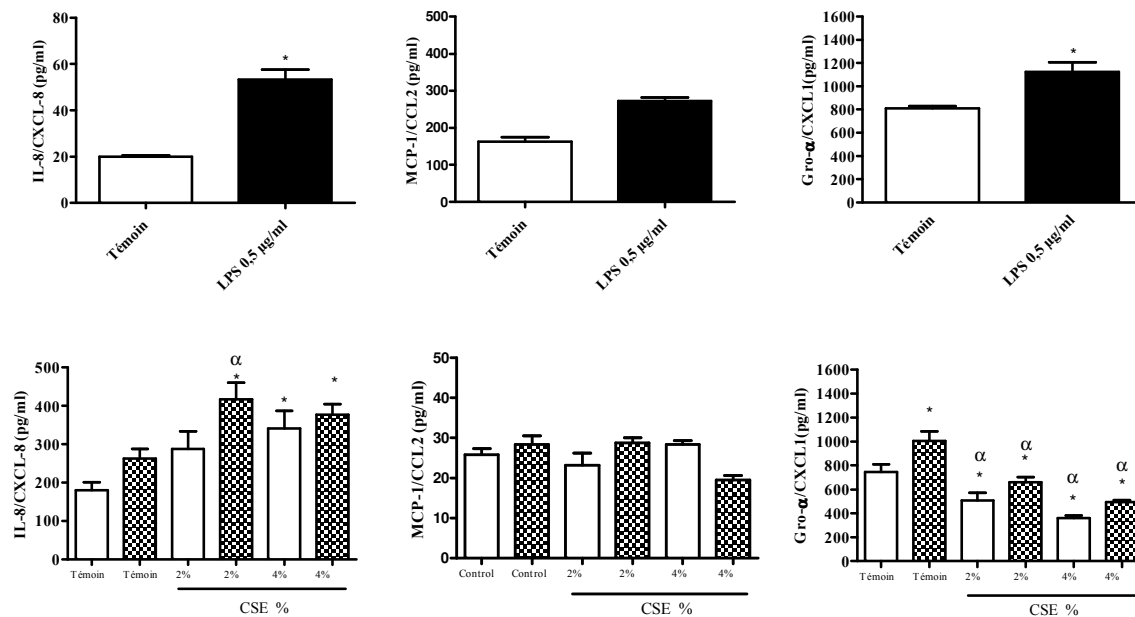 IL-8/CXCL-8 (pg/ml)
80
60
40
20
0
*
Témoin
LPS 0,5 µg/ml
MCP-1/CCL2 (pg/ml)
500
400
300
200
100
0
Témoin
LPS 0,5 µg/ml
Gro-α/CXCL1(pg/ml)
1600
1400
1200
1000
800
600
400
200
0
*
Témoin
LPS 0,5 µg/ml
IL-8/CXCL-8 (pg/ml)
500
400
300
200
100
0
α
* * *
Témoin Témoin 2% 2% 4% 4%
CSE %
MCP-1/CCL2 (pg/ml)
50
40
30
20
10
0
Control Control 2% 2% 4% 4%
CSE %
Gro-α/CXCL1(pg/ml)
1600
1400
1200
1000
800
600
400
200
0
*
α α α α
* * * *
Témoin Témoin 2% 2% 4% 4%
CSE %